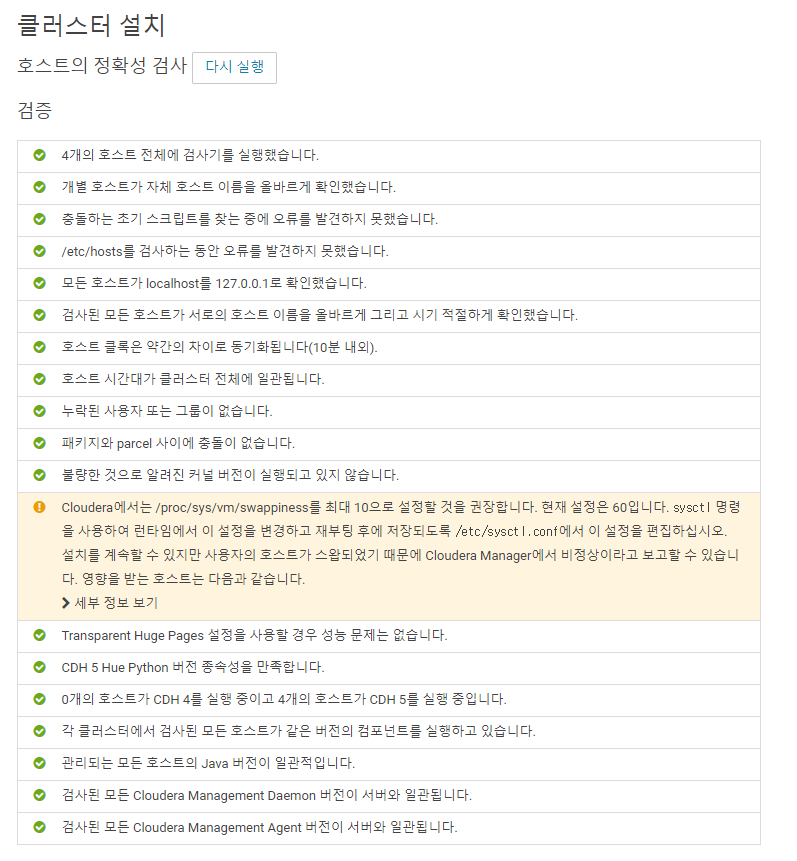 클러스터 설치
호스트의 정확성 검사 다시 실행
검증
4개의 호스트 전체에 검사기를 실행했습니다.
개별 호스트가 자체 호스트 이름을 올바르게 확인했습니다.
충돌하는 초기 스크립트를 찾는 중에 오류를 발견하지 못했습니다.
/etc/hosts를 검사하는 동안 오류를 발견하지 못했습니다.
모든 호스트가 localhost를 127.0.0.1로 확인했습니다.
검사된 모든 호스트가 서로의 호스트 이름을 올바르게 그리고 시기 적절하게 확인했습니다.
호스트 클록은 약간의 차이로 동기화됩니다(10분 내외).
호스트 시간대가 클러스터 전체에 일관됩니다.
누락된 사용자 또는 그룹이 없습니다.
패키지와 parcel 사이에 충돌이 없습니다.
불량한 것으로 알려진 커널 버전이 실행되고 있지 않습니다.
Cloudera에서는 /proc/sys/vm/swappiness를 최대 10으로 설정할 것을 권장합니다. 현재 설정은 60입니다. sysctl 명령
을 사용하여 런타임에서 이 설정을 변경하고 재부팅 후에 저장되도록 /etc/sysctl.conf에서 이 설정을 편집하십시오.
설치를 계속할 수 있지만 사용자의 호스트가 스왑되었기 때문에 Cloudera Manager에서 비정상이라고 보고할 수 있습니
다. 영향을 받는 호스트는 다음과 같습니다.
세부 정보 보기
Transparent Huge Pages 설정을 사용할 경우 성능 문제는 없습니다.
CDH 5 Hue Python 버전 종속성을 만족합니다.
0개의 호스트가 CDH 4를 실행 중이고 4개의 호스트가 CDH 5를 실행 중입니다.
각 클러스터에서 검사된 모든 호스트가 같은 버전의 컴포넌트를 실행하고 있습니다.
관리되는 모든 호스트의 Java 버전이 일관적입니다.
검사된 모든 Cloudera Management Daemon 버전이 서버와 일관됩니다.
검사된 모든 Cloudera Management Agent 버전이 서버와 일관됩니다.